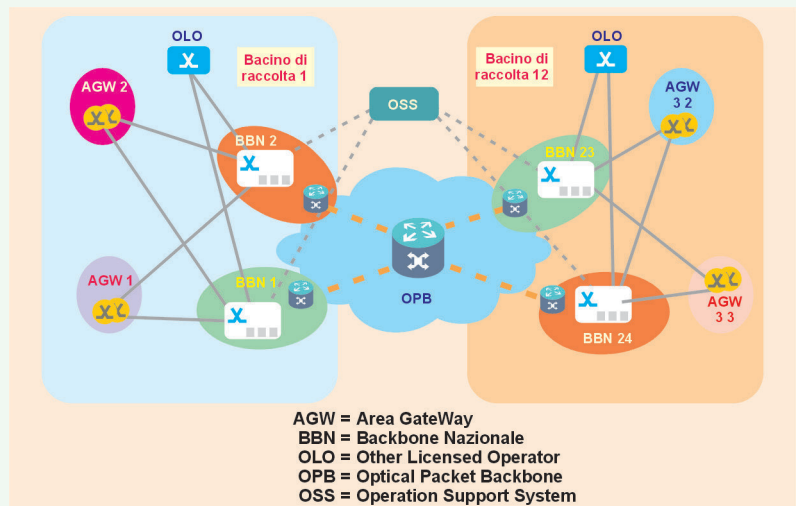 OLO
Bacino di
raccolta 1
AGW 2
BBN 2
AGW 1
BBN 1
OSS
OPB
Bacino di
raccolta 12
OLO
AGW
3 2
BBN 23
BBN 24
AGW
3 3
AGW = Area GateWay
BBN = Backbone Nazionale
OLO = Other Licensed Operator
OPB = Optical Packet Backbone
OSS = Operation Support System